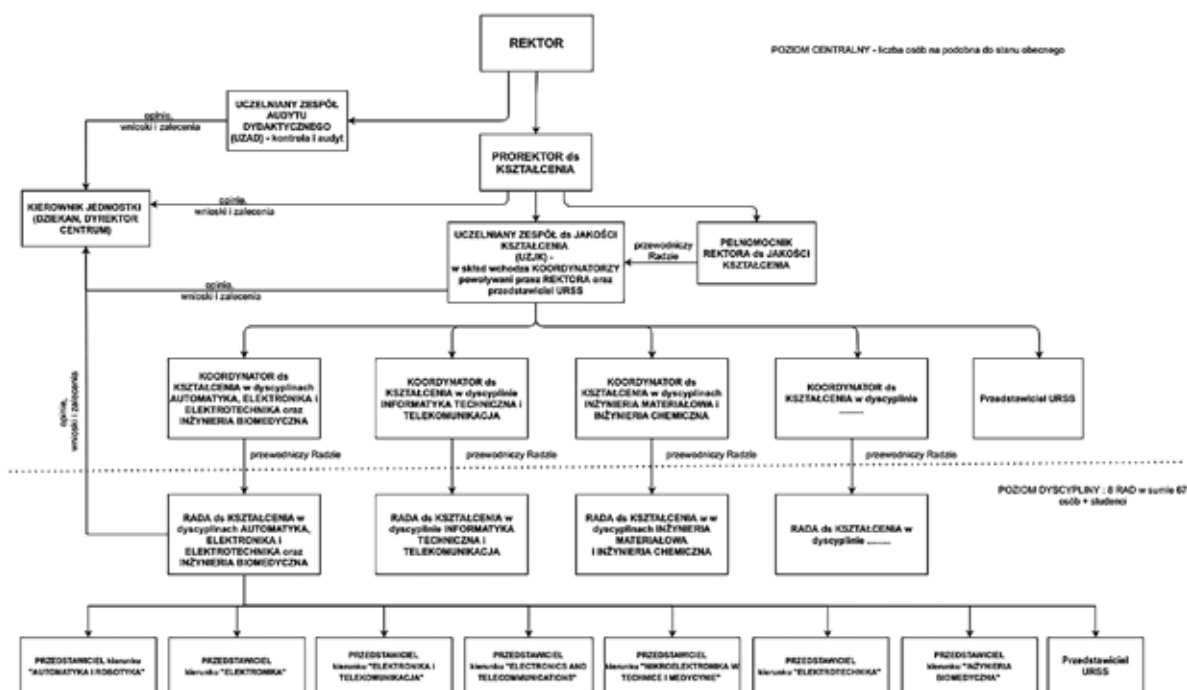 REKTOR
POZIOM CENTRALNY - liczba osób na podobna do stanu obecnego
UCZELNIANY ZESPÓŁ
AUDYTU
DYDAKTYCZNEGO
(UZAD) - kontrola i audyt
opinie,
wnioski i zalecenia
PROREKTOR ds
KSZTAŁCENIA
KIEROWNIK JEDNOSTKI
(DZIEKAN, DYREKTOR
CENTRUM)
opinie,
wnioski i zalecenia
UCZELNIANY ZESPÓŁ ds JAKOŚCI
KSZTAŁCENIA
(UZJK) -
w skład wchodza KOORDYNATORZY
powoływani przez REKTORA oraz
przedstawiciel URSS
przewodniczy
Radzie
PEŁNOMOCNIK
REKTORA ds JAKOŚCI
KSZTAŁCENIA
opinie,
wnioski i zalecenia
KOORDYNATOR ds
KSZTAŁCENIA w dyscyplinach
AUTOMATYKA, ELEKTRONIKA i
ELEKTROTECHNIKA oraz
INŻYNIERIA BIOMEDYCZNA
KOORDYNATOR ds
KSZTAŁCENIA w dyscyplinie
INFORMATYKA TECHNICZNA i
TELEKOMUNIKACJA
KOORDYNATOR ds
KSZTAŁCENIA w dyscyplinach
INŻYNIERIA MATERIAŁOWA i
INŻYNIERIA CHEMICZNA
KOORDYNATOR ds
KSZTAŁCENIA w dyscyplinie
........
Przedstawiciel URSS
opinie,
wnioski i zalecenia
przewodniczy Radzie
przewodniczy Radzie
przewodniczy Radzie
przewodniczy Radzie
POZIOM DYSCYPLINY : 8 RAD w sumie 67
osób + studenci
RADA ds KSZTAŁCENIA w
dyscyplinach AUTOMATYKA,
ELEKTRONIKA i
ELEKTROTECHNIKA oraz
INŻYNIERIA BIOMEDYCZNA
RADA ds KSZTAŁCENIA w
dyscyplinie INFORMATYKA
TECHNICZNA i
TELEKOMUNIKACJA
RADA ds KSZTAŁCENIA w w
dyscyplinach INŻYNIERIA
MATERIAŁOWA
I INŻYNIERIA CHEMICZNA
RADA ds KSZTAŁCENIA w
dyscyplinie ........
PRZEDSTAWICIEL kierunku
"AUTOMATYKA I ROBOTYKA"
PRZEDSTAWICIEL
kierunku "ELEKTRONIKA"
PRZEDSTAWICIEL
kierunku "ELEKTRONIKA I
TELEKOMUNIKACJA"
PRZEDSTAWICIEL
kierunku "ELECTRONICS AND
TELECOMMUNICATIONS"
PRZEDSTAWICIEL
kierunku "MIKROELEKTRONIKA W
TECHNICE I MEDYCYNIE"
PRZEDSTAWICIEL
kierunku "ELEKTROTECHNIKA"
PRZEDSTAWICIEL
kierunku "INŻYNIERIA
BIOMEDYCZNA"
Przedstawiciel
URSS